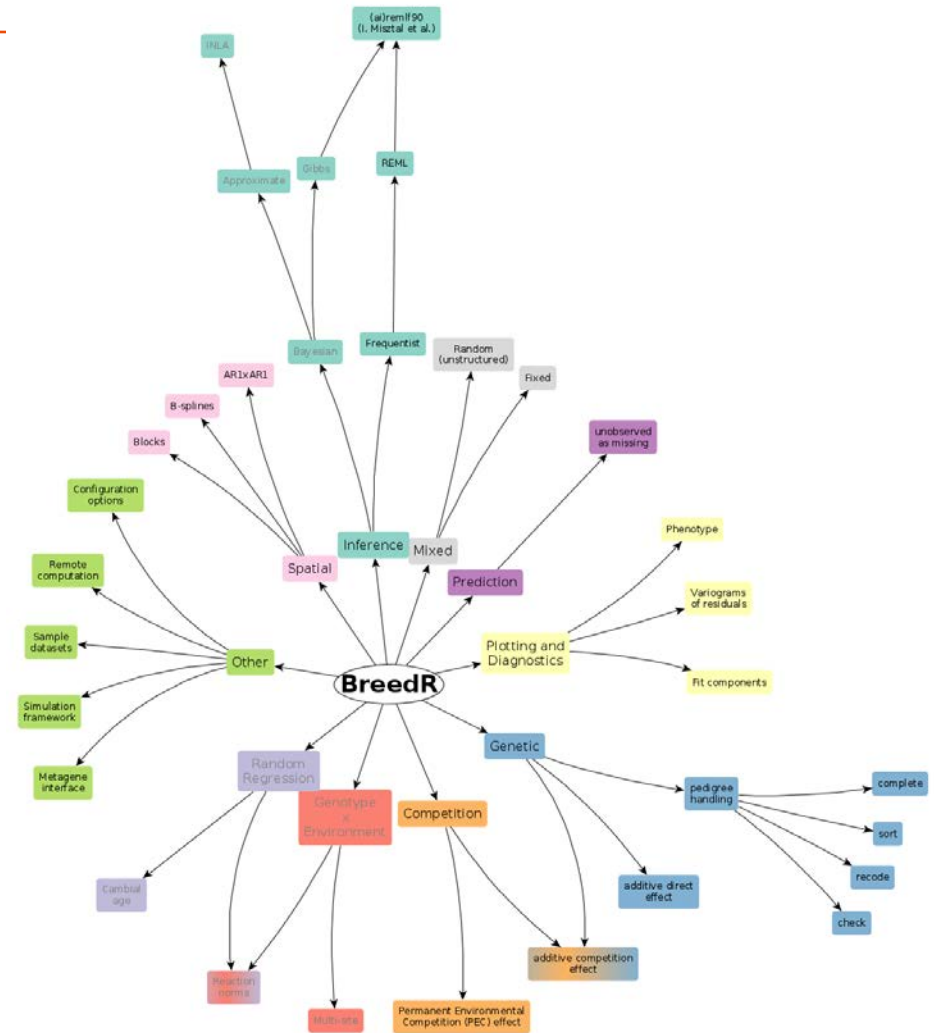 (ai)remlf90
(I. Misztal et al.)
INLA
Gibbs
REML
Approximate
Bayesian
Frequentist
Random
(unstructured)
Fixed
AR1xAR1
B-splines
Blocks
unobserved
as missing
Configuration
options
Phenotype
Inference
Mixed
Spatial
Prediction
Remote
computation
Variograms
of residuals
Sample
datasets
Other
Plotting and
Diagnostics
BreedR
Fit components
Simulation
framework
Metagene
interface
Random
Regression
Genetic
Genotype
x
Environment
Competition
pedigree
handling
complete
sort
recode
check
Cambial
age
additive direct
effect
additive competition
effect
Reaction
norms
Multi-site
Permanent Environmental
Competition (PEC) effect